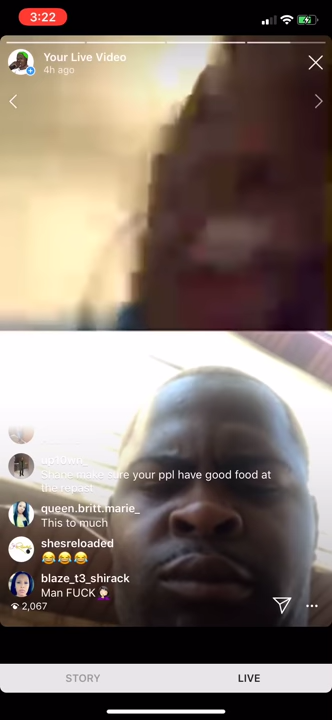 3:22
Your Live Video
4h ago
Shane make sure your ppl have good food at
the repast
queen.britt.marie_
This to much
shesreloaded
😂😂😂
blaze_t3_shirack
Man FUCK🤦🏻‍♀️
2,067
STORY
LIVE